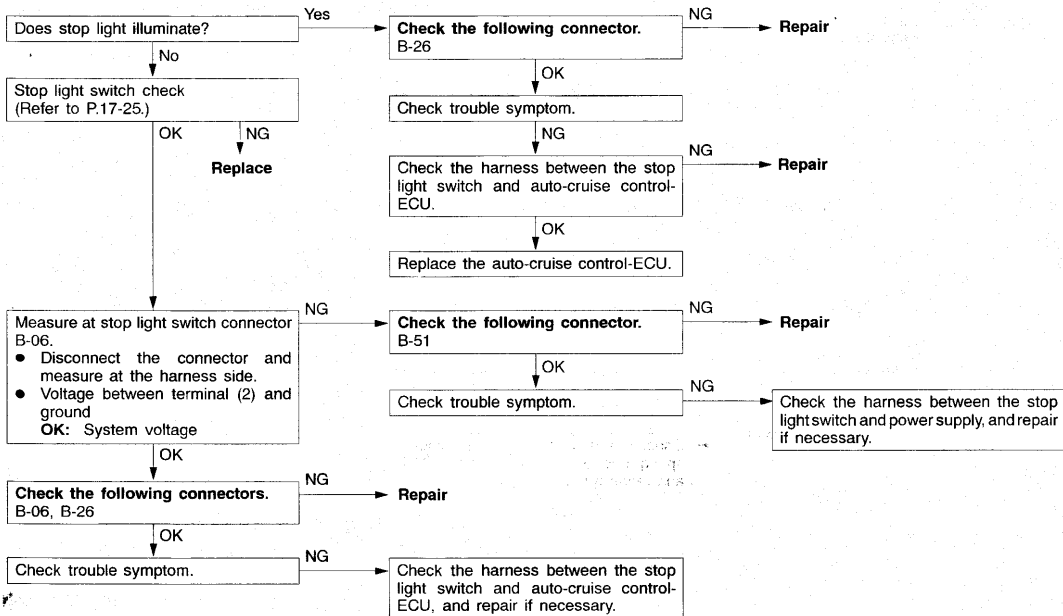 Does stop light illuminate?
Yes
Check the following connector.
B-26
NG
Repair
No
OK
Stop light switch check
(Refer to P.17-25.)
Check trouble symptom.
OK
NG
NG
Replace
Check the harness between the stop
light switch and auto-cruise control-
ECU.
NG
Repair
OK
Replace the auto-cruise control-ECU.
Measure at stop light switch connector
B-06.
● Disconnect the connector and
measure at the harness side.
● Voltage between terminal (2) and
ground
OK: System voltage
NG
Check the following connector.
B-51
NG
Repair
OK
Check trouble symptom.
NG
Check the harness between the stop
light switch and power supply, and repair
if necessary.
OK
Check the following connectors.
B-06, B-26
NG
Repair
OK
Check trouble symptom.
NG
Check the harness between the stop
light switch and auto-cruise control-
ECU, and repair if necessary.